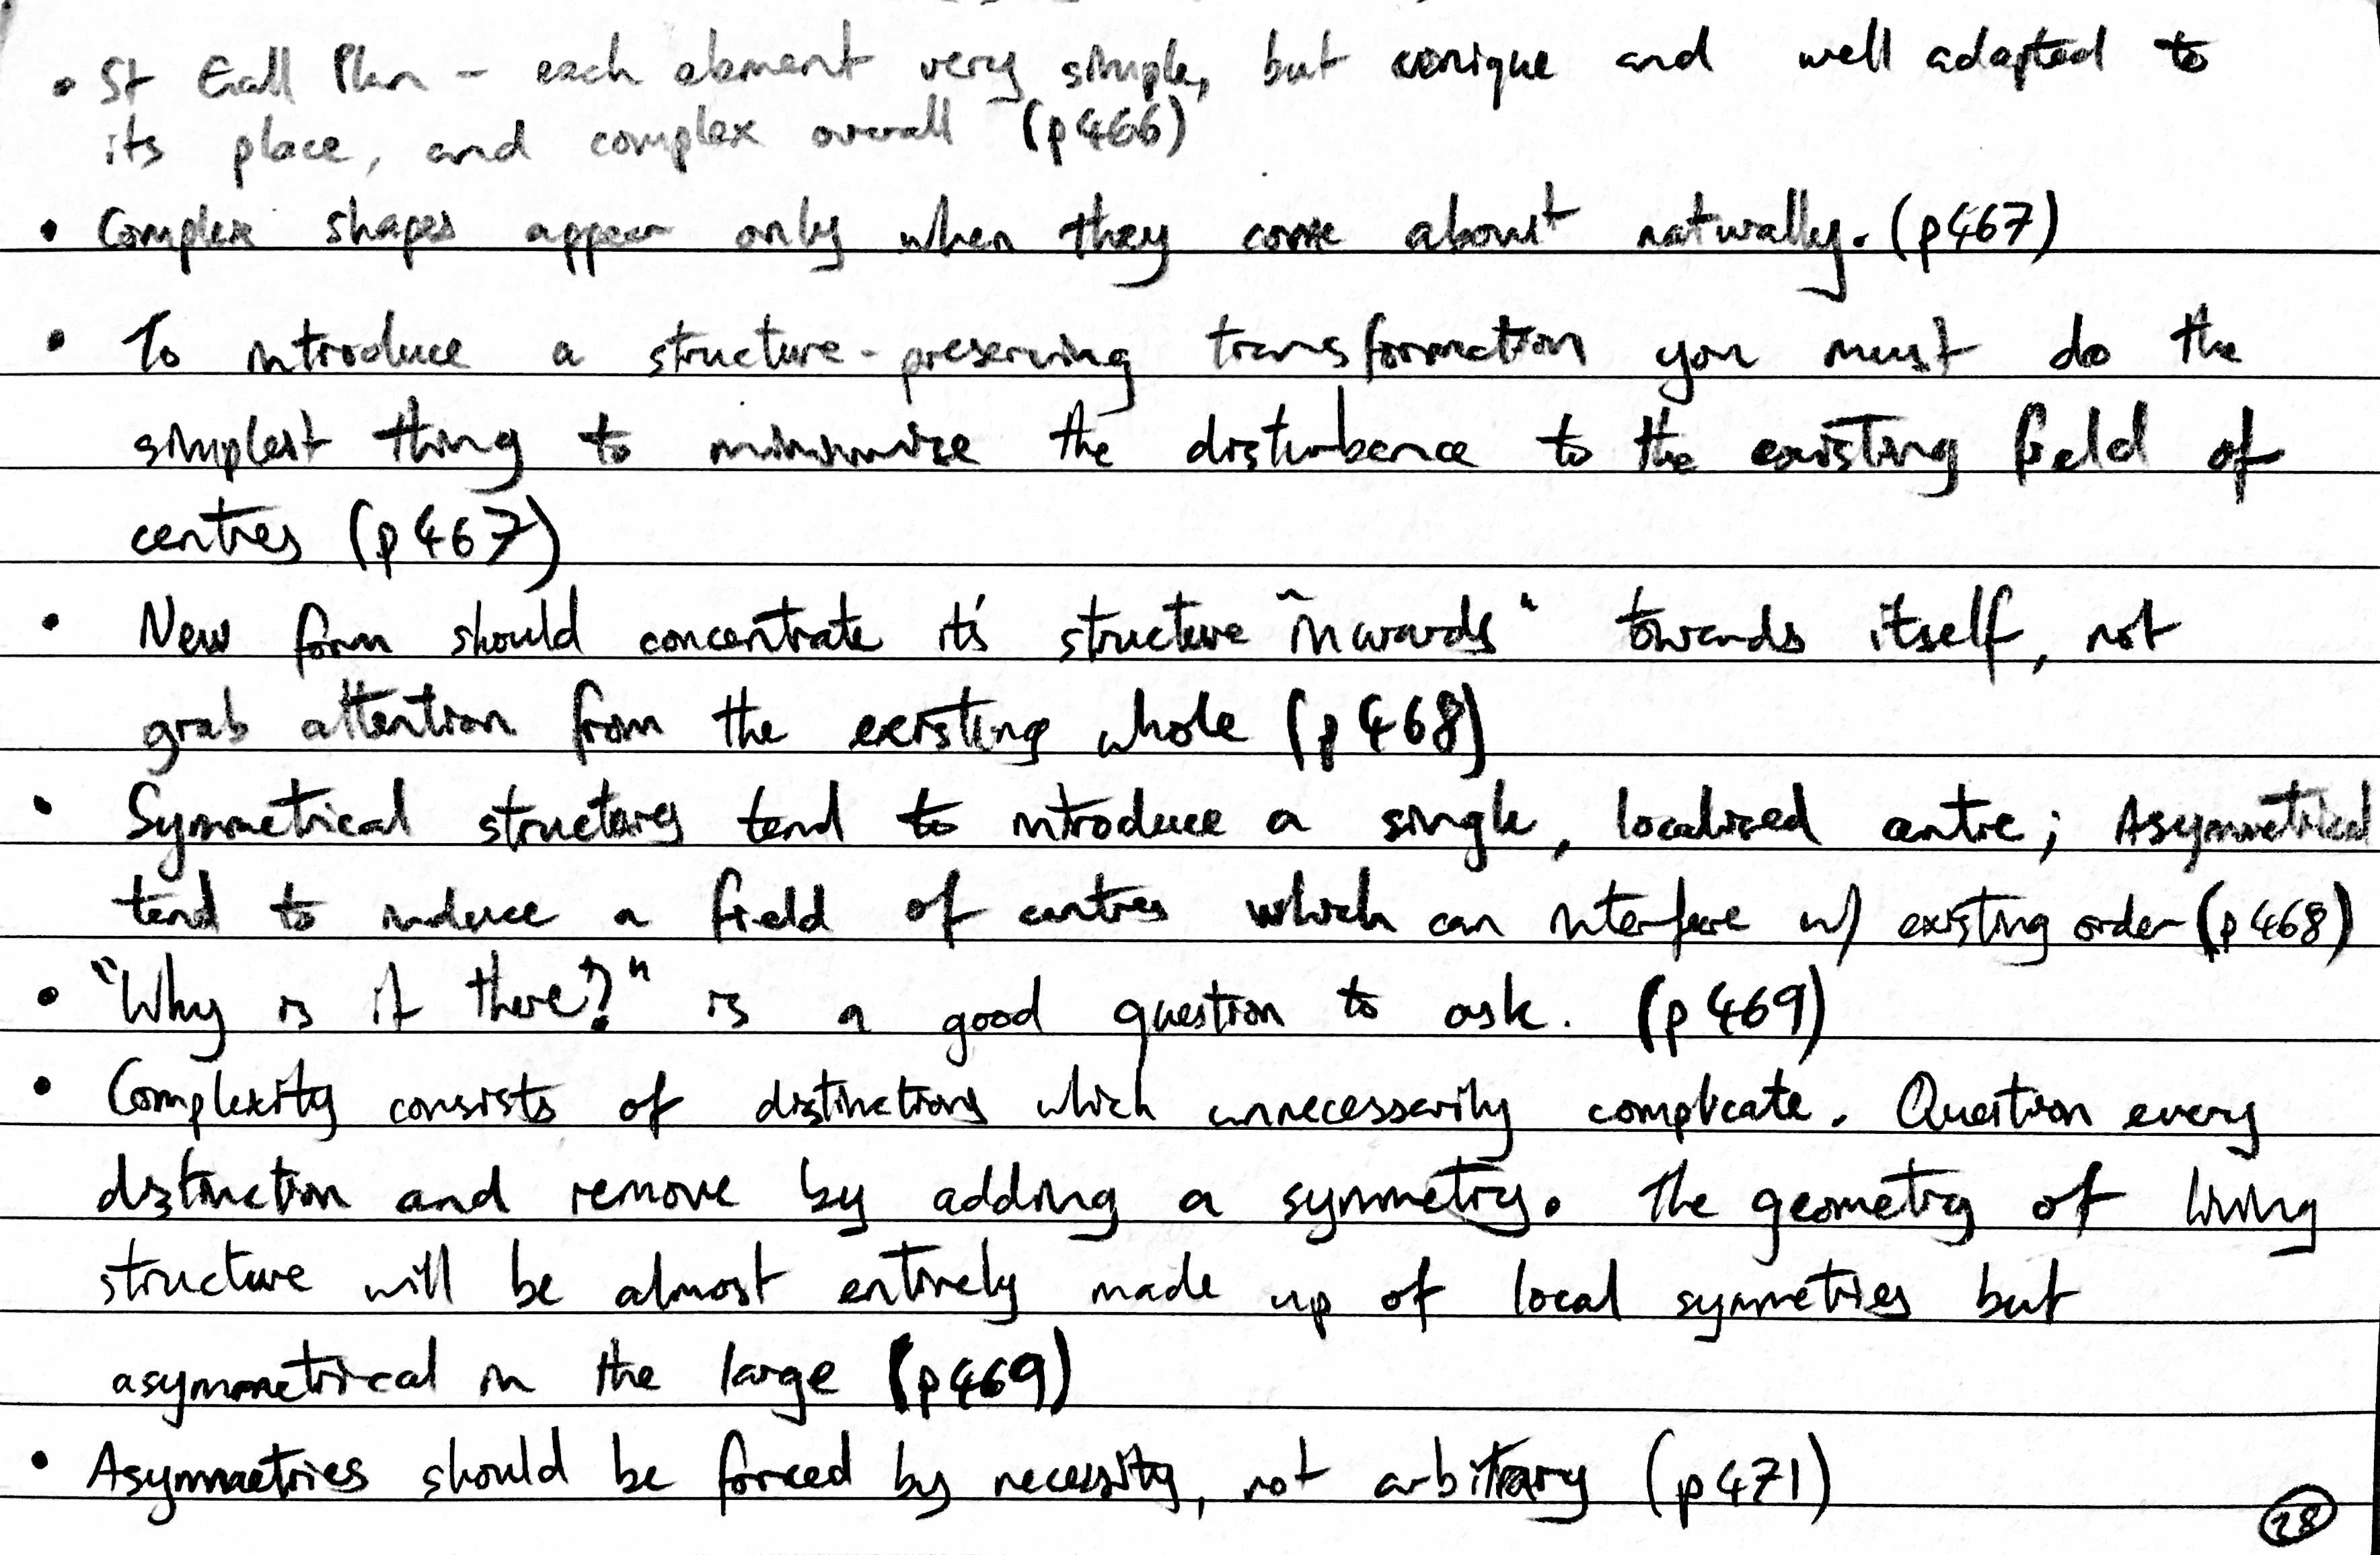 • St Gall Plan - each element very simple, but unique and well adapted to
its place, and complex overall (p466)
• Complex shapes appear only when they come about naturally. (p467)
• To introduce a structure-preserving transformation you must do the
simplest thing to minimise the disturbance to the existing field of
centres (p467)
• New form should concentrate it's structure "inwards" towards itself, not
grab attention from the existing whole (p468)
• Symmetrical structures tend to introduce a single, localised centre; Asymmetrical
tend to induce a field of centres which can interfere w/ existing order (p468)
• "Why is it there?" is a good question to ask. (p469)
• Complexity consists of distinctions which unnecessarily complicate. Question every
distinction and remove by adding a symmetry. The geometry of living
structure will be almost entirely made up of local symmetries but
asymmetrical in the large (p469)
• Asymmetries should be forced by necessity, not arbitrary (p471)
28